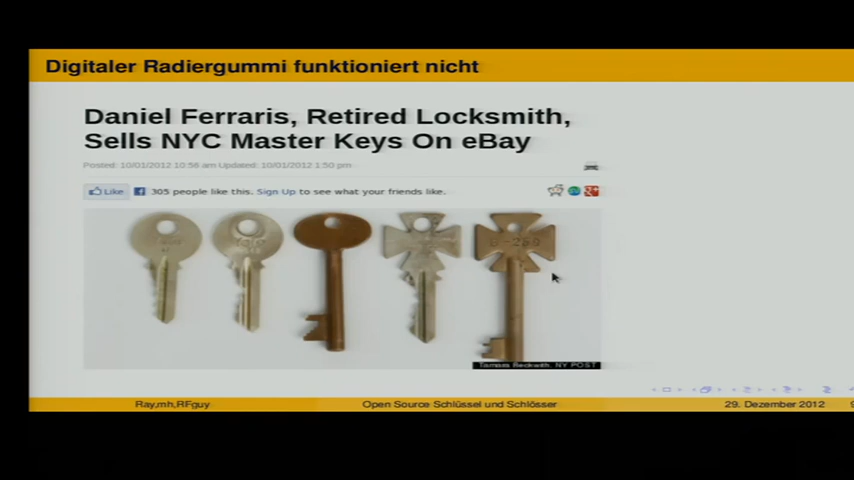 Digitaler Radiergummi funktioniert nicht
Daniel Ferraris, Retired Locksmith,
Sells NYC Master Keys On eBay
Posted: 10/01/2012 10:56 am Updated: 10/01/2012 1:50 pm
Like 305 people like this. Sign Up to see what your friends like.
Tamara Beckwith, NY POST
Ray,mh,RFguy Open Source Schlüssel und Schlösser 29. Dezember 2012